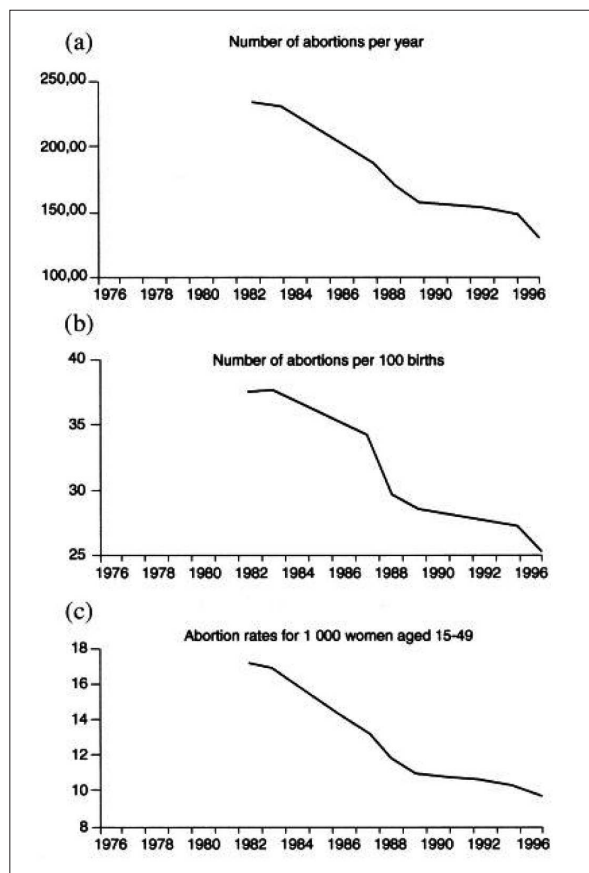 (a)
Number of abortions per year
250,00
200,00
150,00
100,00
1976 1978 1980 1982 1984 1986 1988 1990 1992 1996
(b)
Number of abortions per 100 births
40
35
30
25
1976 1978 1980 1982 1984 1986 1988 1990 1992 1996
(c)
Abortion rates for 1 000 women aged 15-49
18
16
14
12
10
8
1976 1978 1980 1982 1984 1986 1988 1990 1992 1996